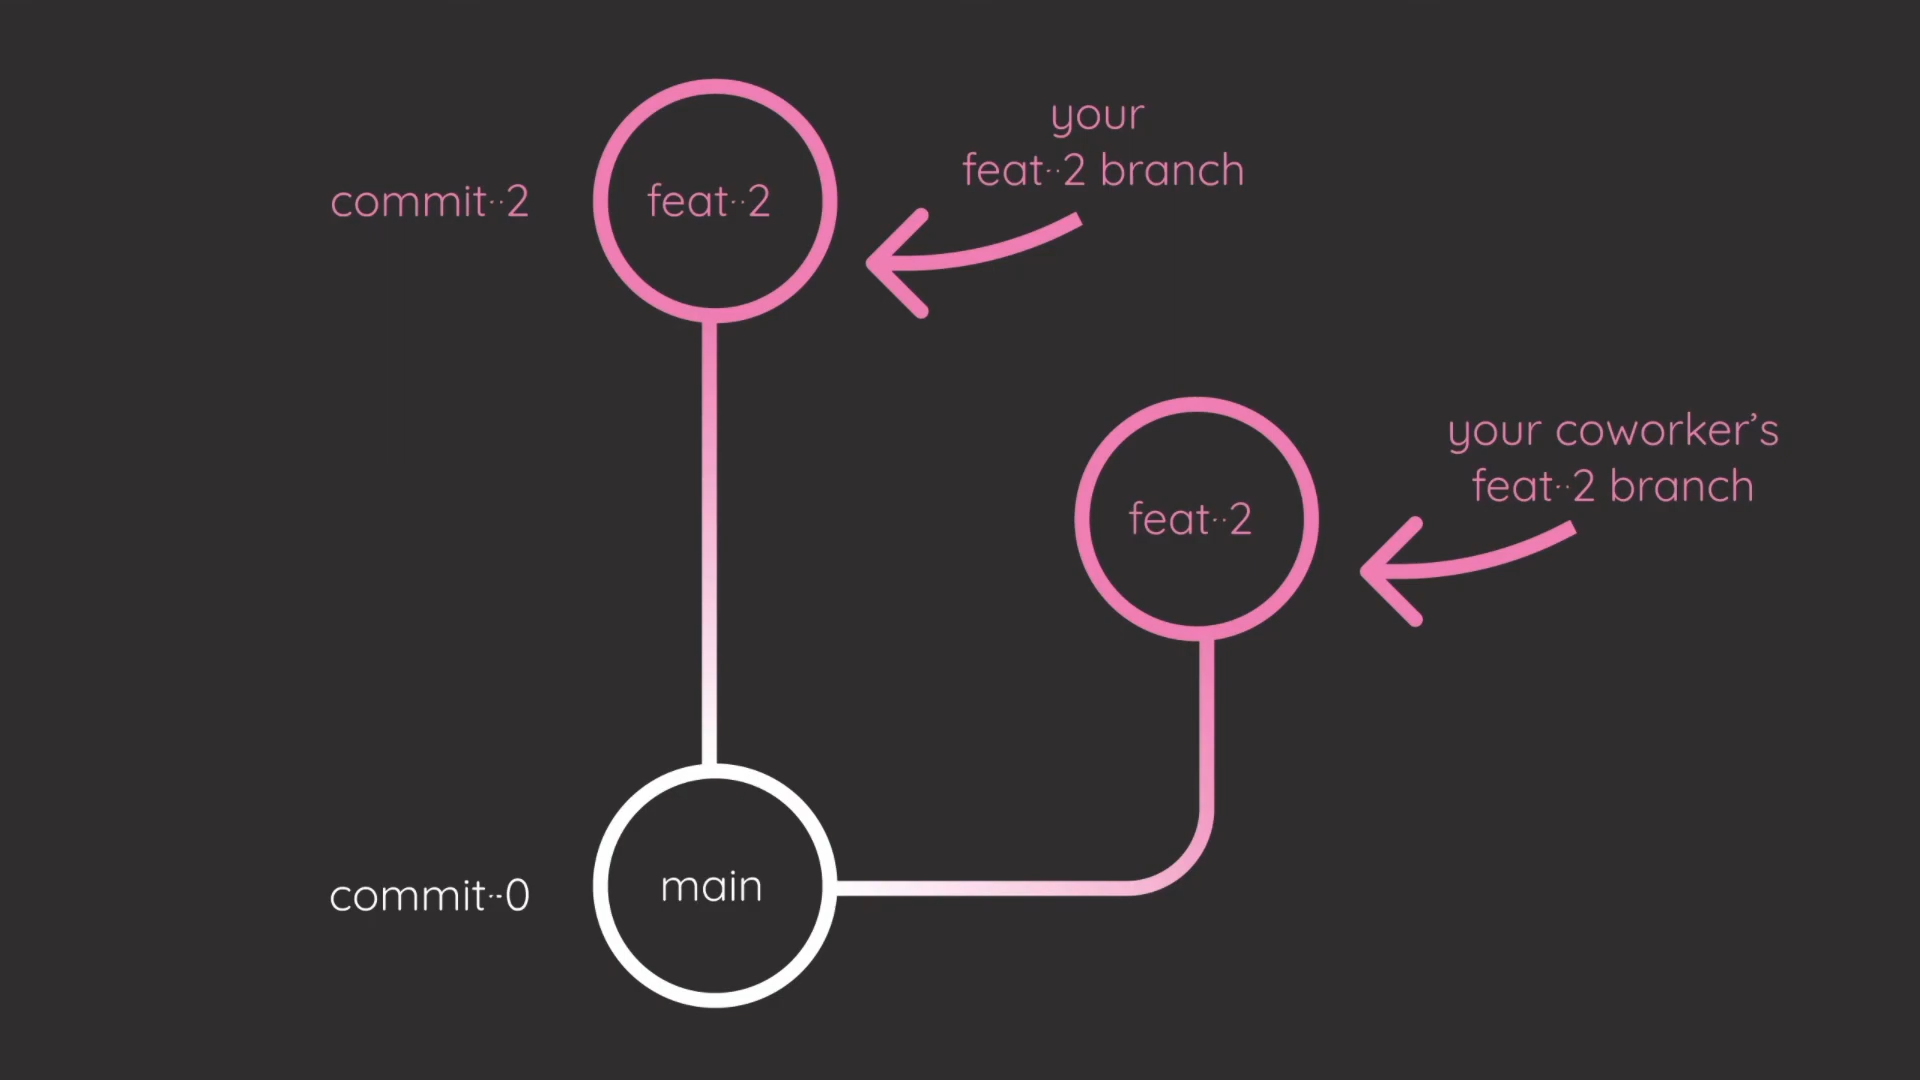 your
feat··2 branch
commit··2
feat··2
your coworker’s
feat··2 branch
feat··2
main
commit··0